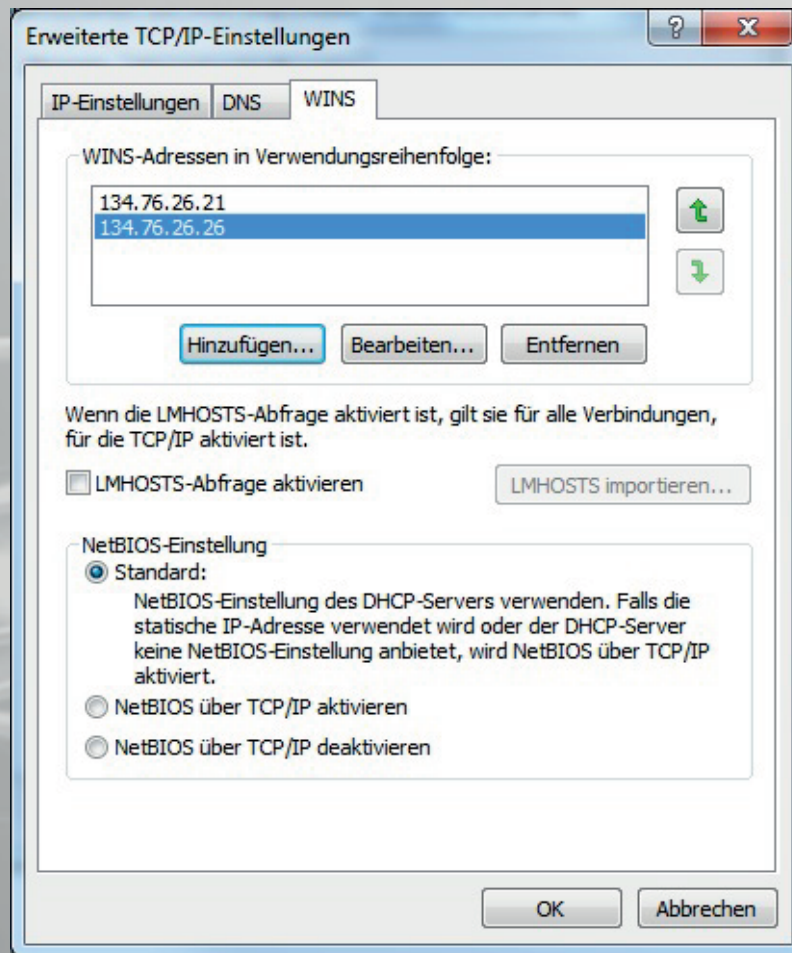 Erweiterte TCP/IP-Einstellungen
IP-Einstellungen DNS WINS
WINS-Adressen in Verwendungsreihenfolge:
134.76.26.21
134.76.26.26
Hinzufügen... Bearbeiten... Entfernen
Wenn die LMHOSTS-Abfrage aktiviert ist, gilt sie für alle Verbindungen,
für die TCP/IP aktiviert ist.
LMHOSTS-Abfrage aktivieren LMHOSTS importieren...
NetBIOS-Einstellung
Standard:
NetBIOS-Einstellung des DHCP-Servers verwenden. Falls die
statische IP-Adresse verwendet wird oder der DHCP-Server
keine NetBIOS-Einstellung anbietet, wird NetBIOS über TCP/IP
aktiviert.
NetBIOS über TCP/IP aktivieren
NetBIOS über TCP/IP deaktivieren
OK Abbrechen